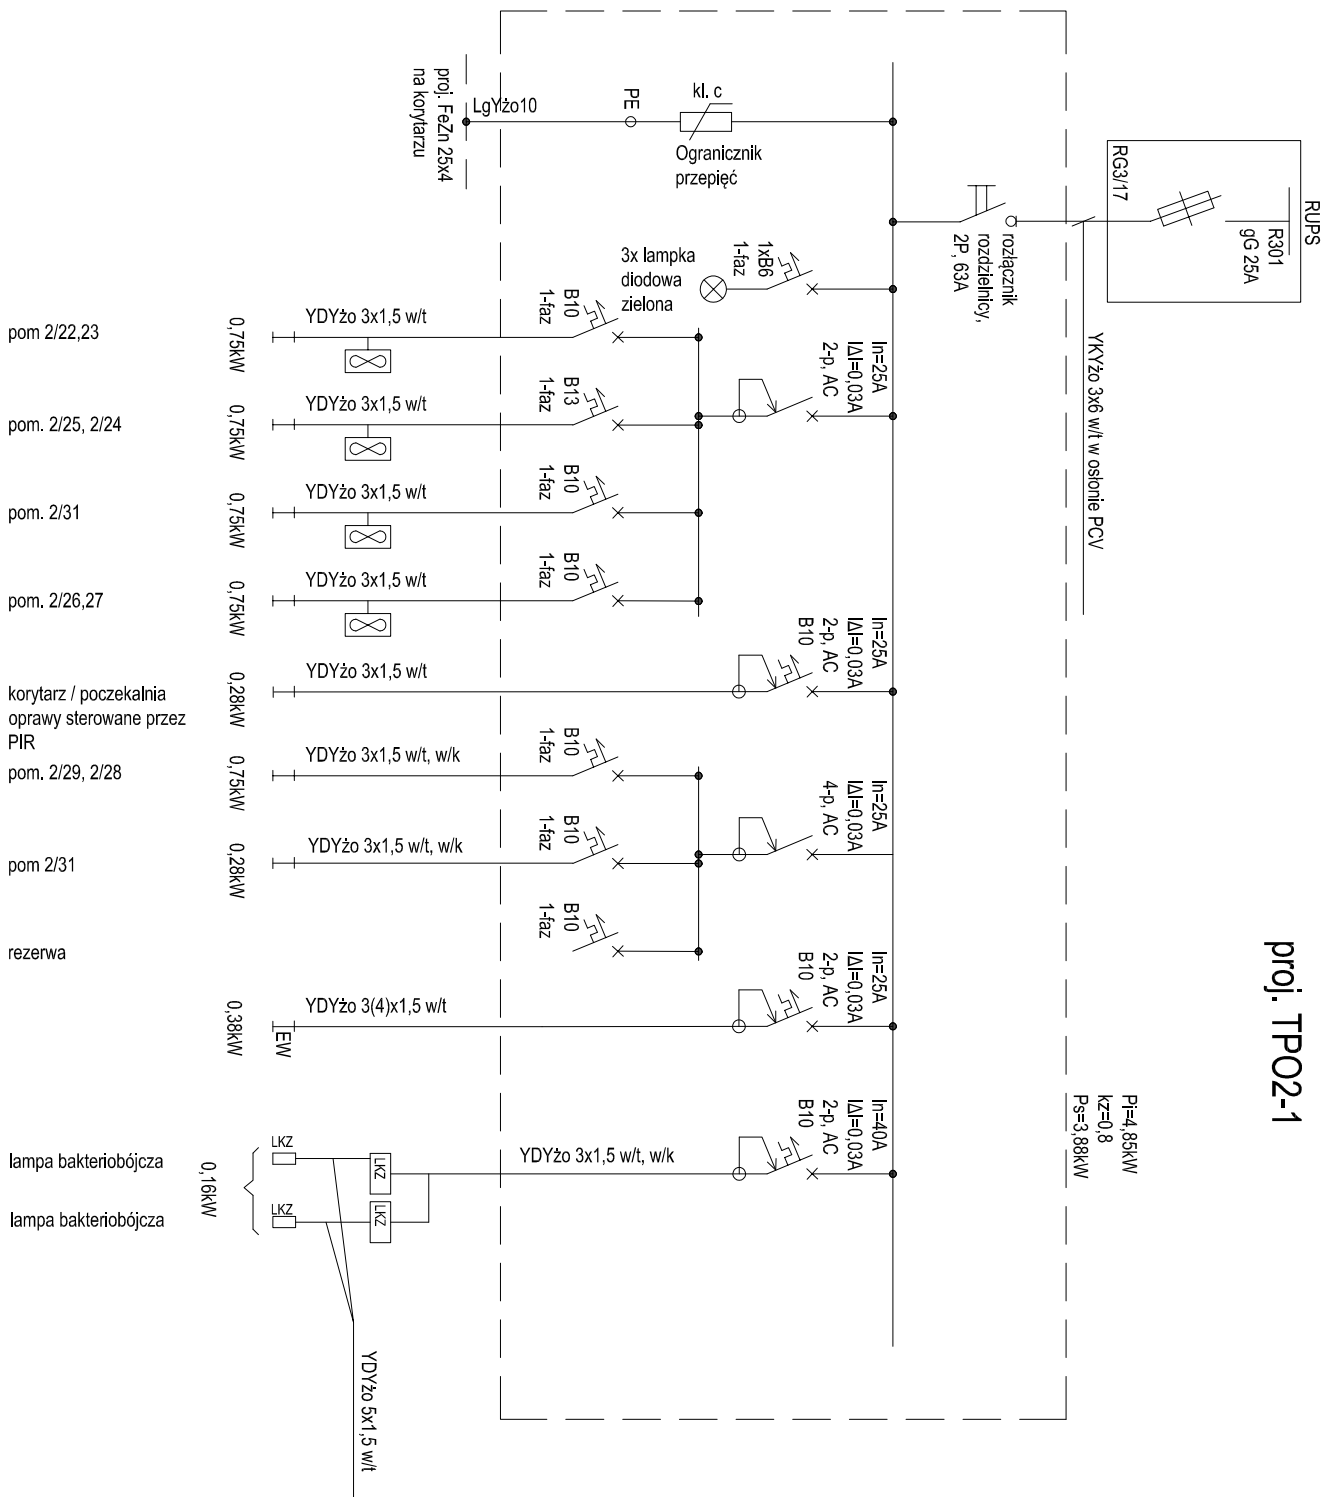 kl. c
Ogranicznik
przepięć
PE
LgYżo10
proj. FeZn 25x4
na korytarzu
RUPS
R301
gG 25A
RG3/17
rozłącznik
rozdzielnicy,
2P, 63A
YKYżo 3x6 w/t w osłonie PCV
1xB6
1-faz
3x lampka
diodowa
zielona
In=25A
I∆I=0,03A
2-p, AC
pom 2/22,23
0,75kW
YDYżo 3x1,5 w/t
B10
1-faz
pom. 2/25, 2/24
0,75kW
YDYżo 3x1,5 w/t
B13
1-faz
pom. 2/31
0,75kW
YDYżo 3x1,5 w/t
B10
1-faz
pom. 2/26,27
0,75kW
YDYżo 3x1,5 w/t
B10
1-faz
korytarz / poczekalnia
oprawy sterowane przez
PIR
0,28kW
YDYżo 3x1,5 w/t
In=25A
I∆I=0,03A
2-p, AC
B10
pom. 2/29, 2/28
0,75kW
YDYżo 3x1,5 w/t, w/k
B10
1-faz
In=25A
I∆I=0,03A
4-p, AC
pom 2/31
0,28kW
YDYżo 3x1,5 w/t, w/k
B10
1-faz
rezerwa
B10
1-faz
0,38kW
EW
YDYżo 3(4)x1,5 w/t
In=25A
I∆I=0,03A
2-p, AC
B10
proj. TPO2-1
Pi=4,85kW
kz=0,8
Ps=3,88kW
In=40A
I∆I=0,03A
2-p, AC
B10
YDYżo 3x1,5 w/t, w/k
lampa bakteriobójcza
LKZ
LKZ
0,16kW
lampa bakteriobójcza
LKZ
LKZ
YDYżo 5x1,5 w/t